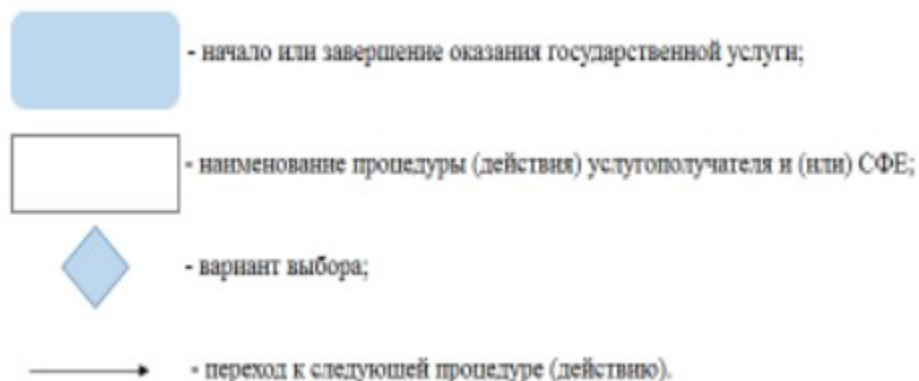 - начало или завершение оказания государственной услуги;
- наименование процедуры (действия) услугополучателя и (или) СФЕ;
- вариант выбора;
- переход к следующей процедуре (действию).